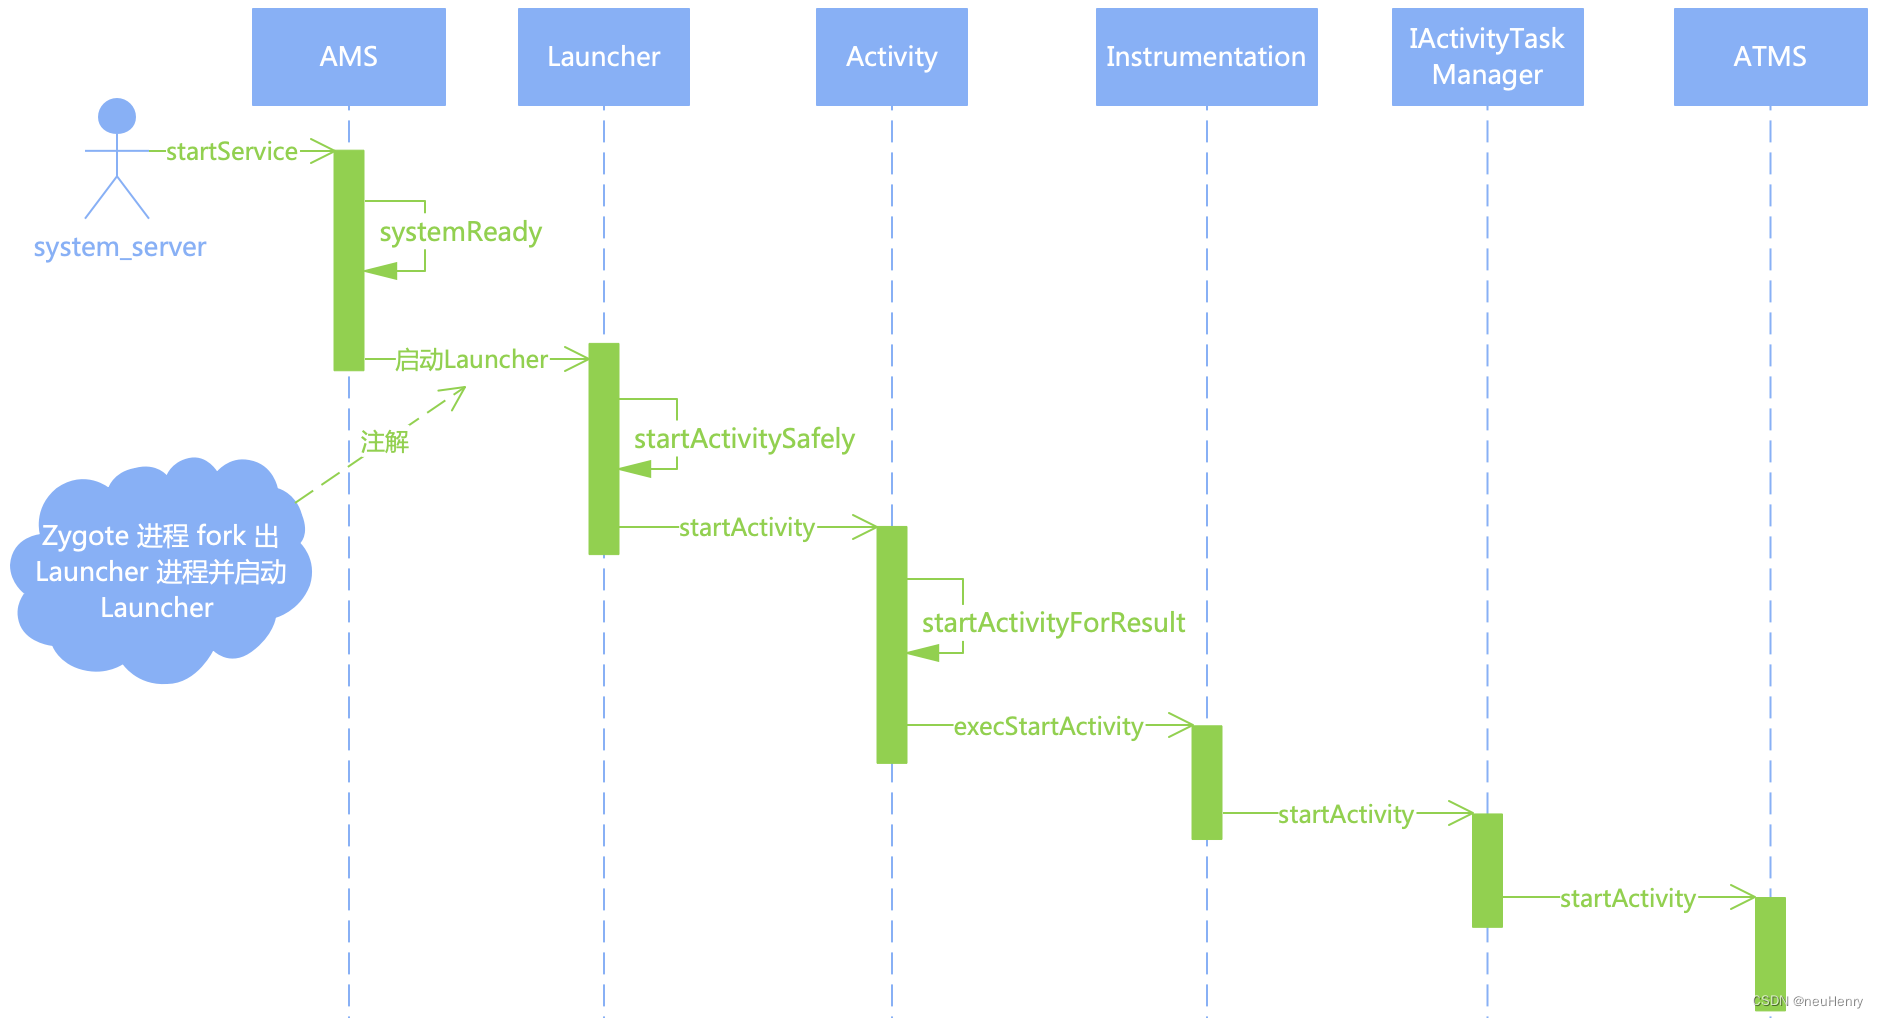 AMS
Launcher
Activity
Instrumentation
IActivityTask
Manager
ATMS
startService
system_server
systemReady
启动Launcher
注解
startActivitySafely
Zygote 进程 fork 出
Launcher 进程并启动
Launcher
startActivity
startActivityForResult
execStartActivity
startActivity
startActivity
CSDN @neuHenry